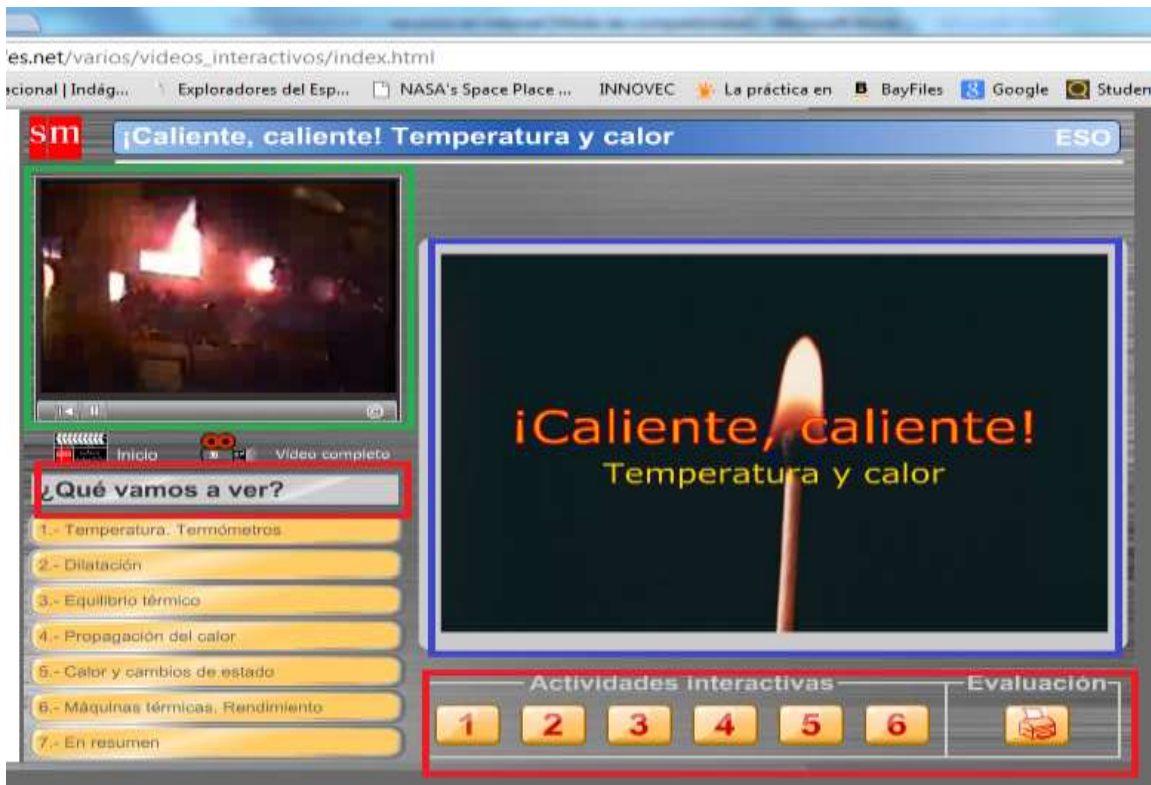 es.net/varios/videos_interactivos/index.html
acional | Indág... Exploradores del Esp... NASA's Space Place ... INNOVEC La práctica en BayFiles Google Studen
sm ¡Caliente, caliente! Temperatura y calor ESO
¡Caliente, caliente!
Temperatura y calor
Inicio Vídeo completo
¿Qué vamos a ver?
1.- Temperatura. Termómetros
2.- Dilatación
3.- Equilibrio térmico
4.- Propagación del calor
5.- Calor y cambios de estado
6.- Máquinas térmicas. Rendimiento
7.- En resumen
Actividades interactivas Evaluación
1 2 3 4 5 6